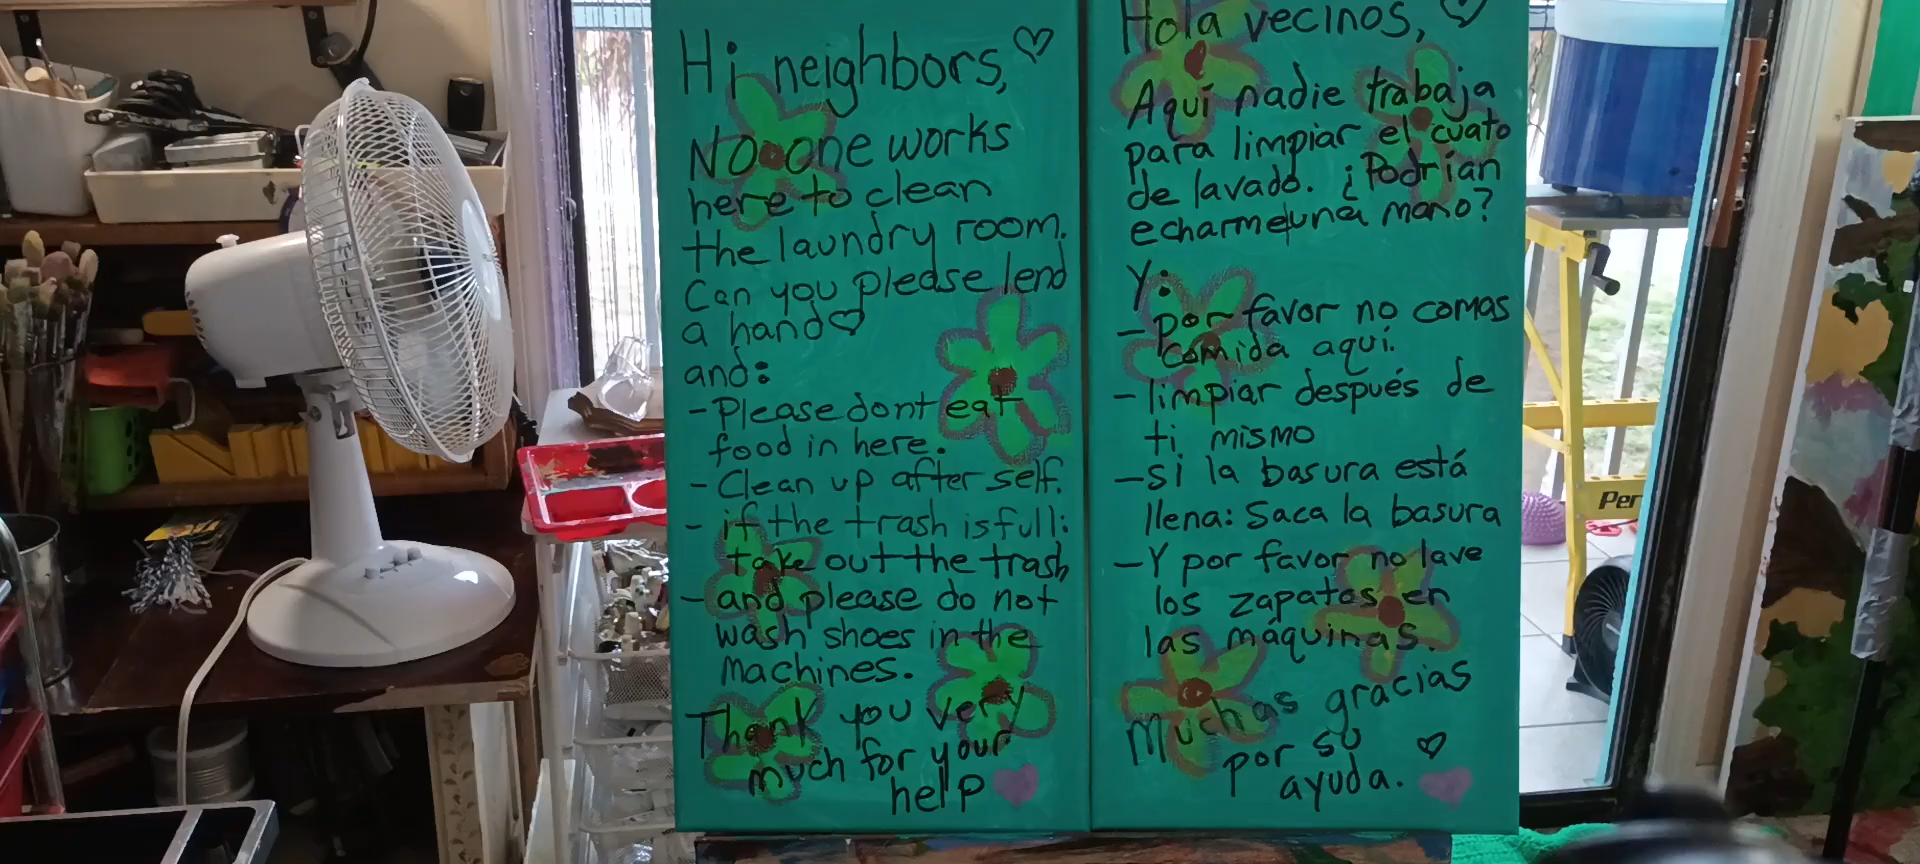 Hi neighbors,
No one works
here to clean
the laundry room.
Can you please lend
a hand
and:
- Please dont eat
food in here.
- Clean up after self.
- if the trash is full:
take out the trash
- and please do not
wash shoes in the
machines.
Thank you very
much for your
help
Hola vecinos,
Aquí nadie trabaja
para limpiar el cuato
de lavado. ¿Podrían
echarme una mano?
Y:
- por favor no comas
comida aquí.
- limpiar después de
ti mismo
- si la basura está
llena: saca la basura
- Y por favor no lave
los zapatos en
las máquinas.
Muchas gracias
por su
ayuda.
Per